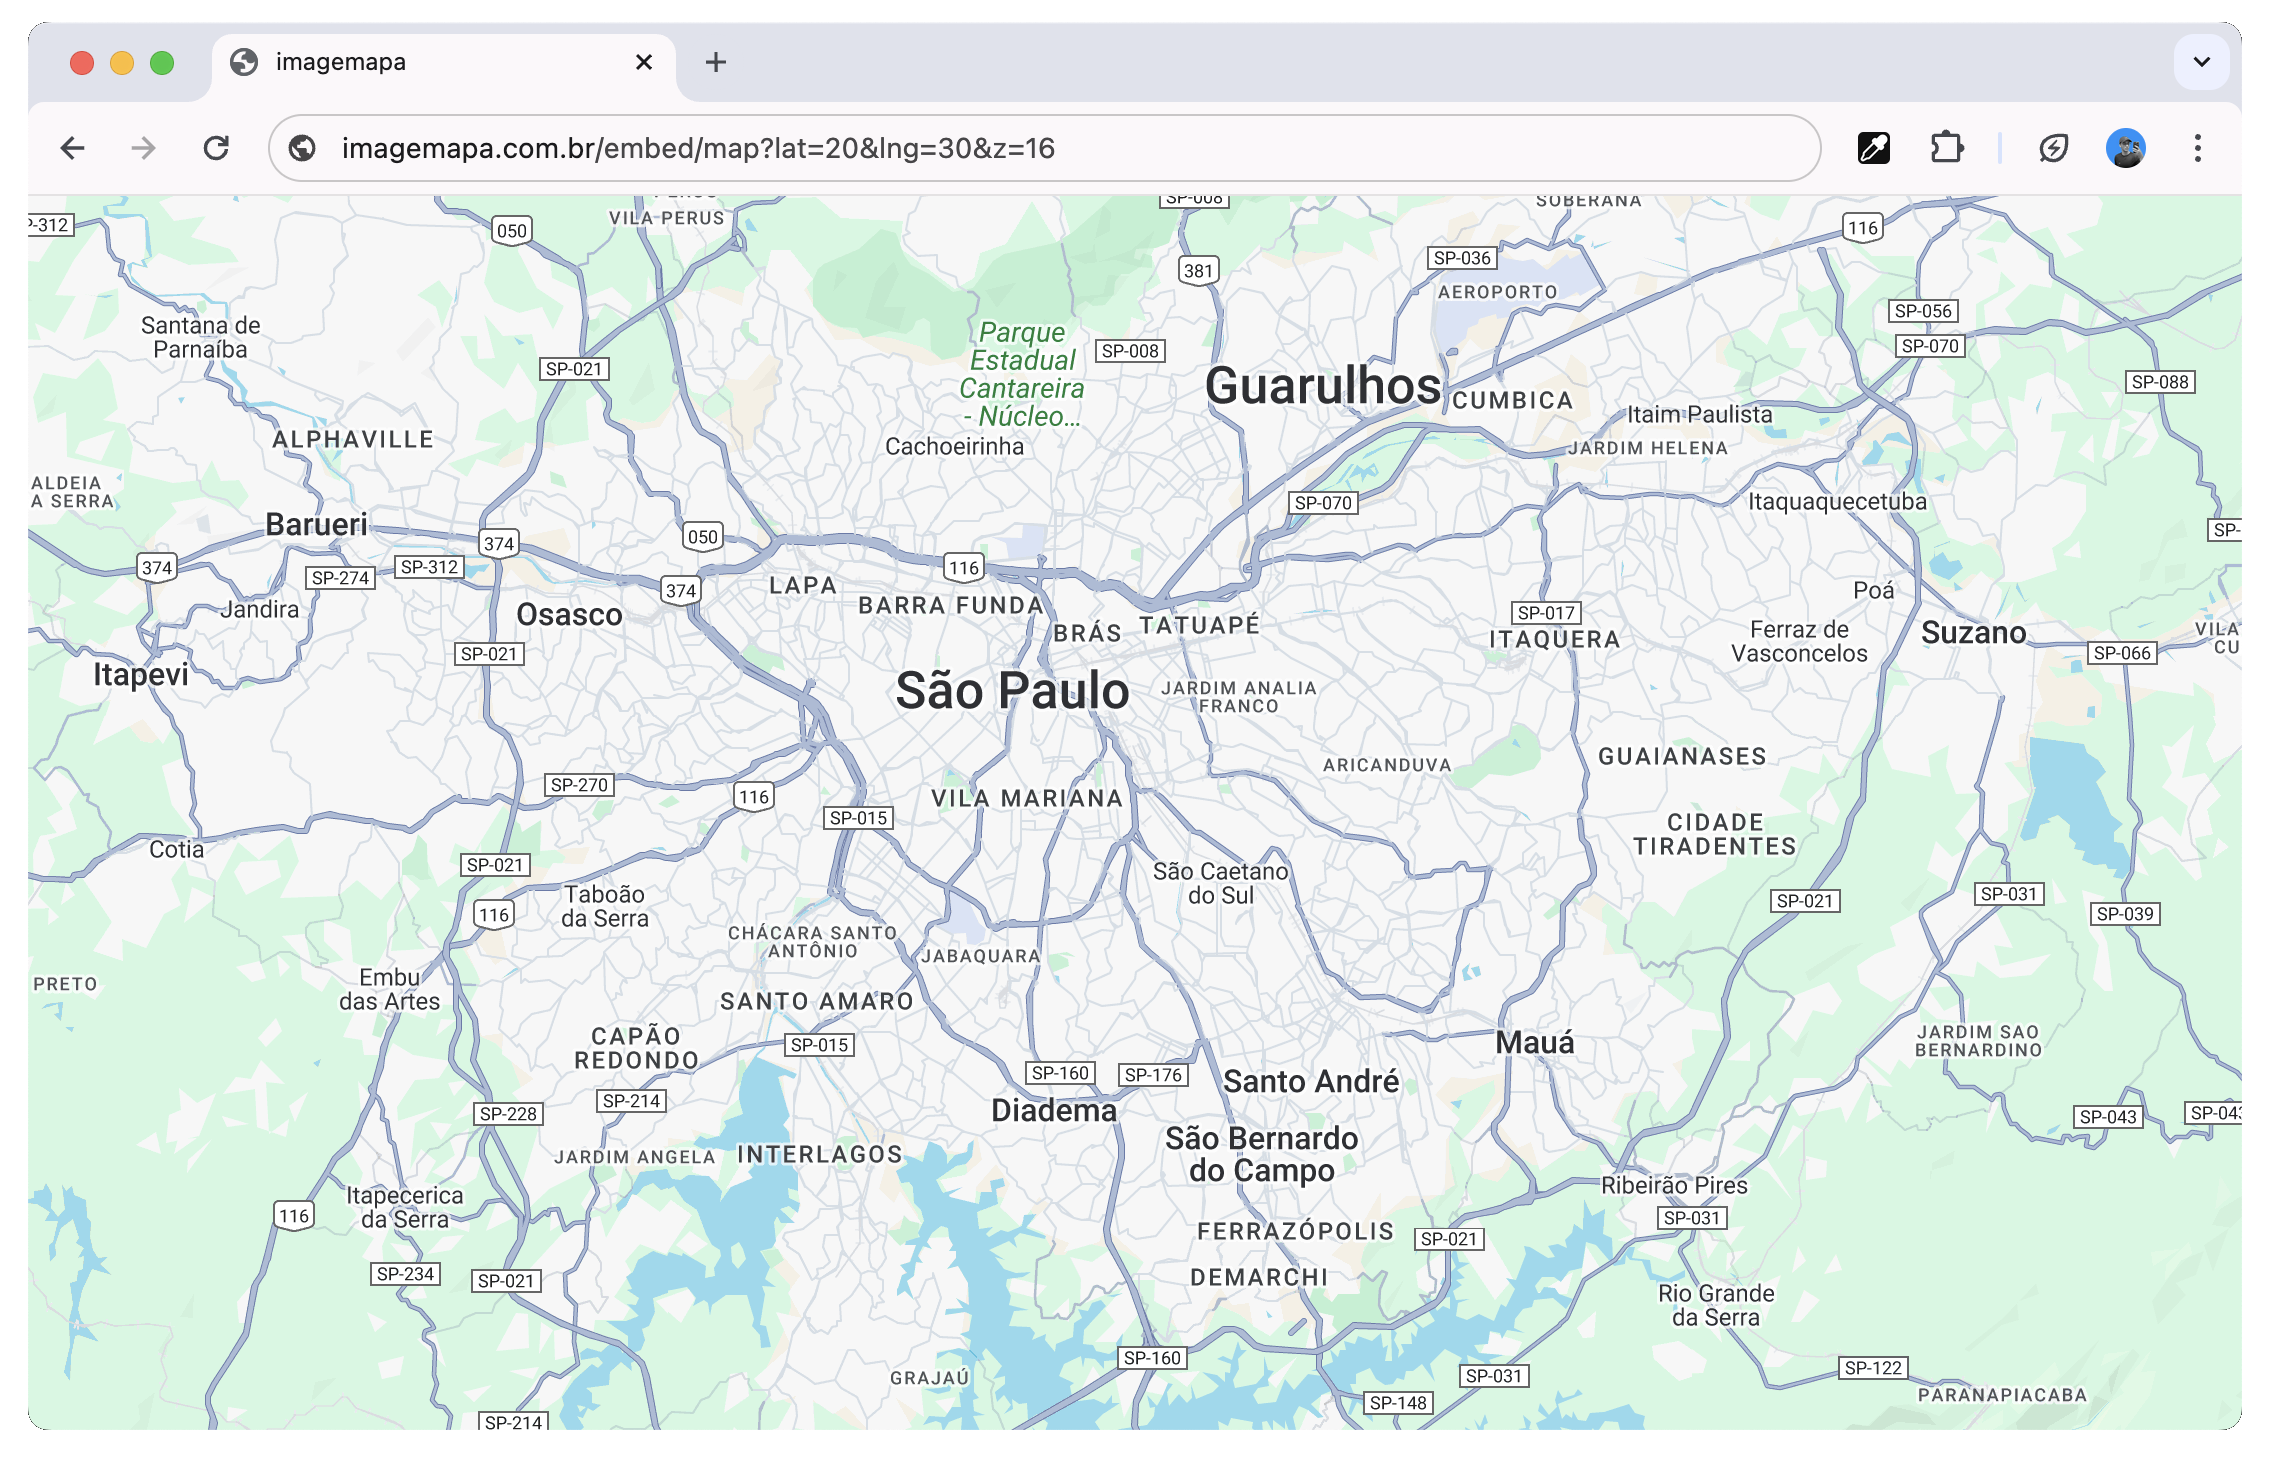 imagemapa
imagemapa.com.br/embed/map?lat=20&lng=30&z=16
SP-008
SOBERANA
VILA PERUS
P-312
050
116
381
SP-036
AEROPORTO
SP-056
Santana de
Parnaíba
Parque
Estadual
Cantareira
- Núcleo...
SP-008
SP-070
SP-021
SP-088
Guarulhos
CUMBICA
Itaim Paulista
ALPHAVILLE
Cachoeirinha
JARDIM HELENA
ALDEIA
A SERRA
SP-070
Itaquaquecetuba
Barueri
SP-
374
050
374
SP-312
116
SP-274
374
LAPA
Poá
BARRA FUNDA
Jandira
Osasco
SP-017
BRÁS
TATUAPÉ
ITAQUERA
Ferraz de
Vasconcelos
Suzano
VILA
CU
SP-021
SP-066
Itapevi
São Paulo
JARDIM ANALIA
FRANCO
GUAIANASES
ARICANDUVA
SP-270
116
VILA MARIANA
SP-015
CIDADE
TIRADENTES
Cotia
SP-021
São Caetano
do Sul
Taboão
da Serra
SP-021
SP-031
116
SP-039
CHÁCARA SANTO
ANTÔNIO
JABAQUARA
PRETO
Embu
das Artes
SANTO AMARO
CAPÃO
REDONDO
SP-015
Mauá
JARDIM SAO
BERNARDINO
SP-160
SP-176
Santo André
SP-214
Diadema
SP-228
SP-043
SP-043
São Bernardo
do Campo
JARDIM ANGELA
INTERLAGOS
Ribeirão Pires
Itapecerica
da Serra
116
SP-031
FERRAZÓPOLIS
SP-021
SP-234
SP-021
DEMARCHI
Rio Grande
da Serra
SP-160
GRAJAÚ
SP-031
SP-122
PARANAPIACABA
SP-148
SP-214